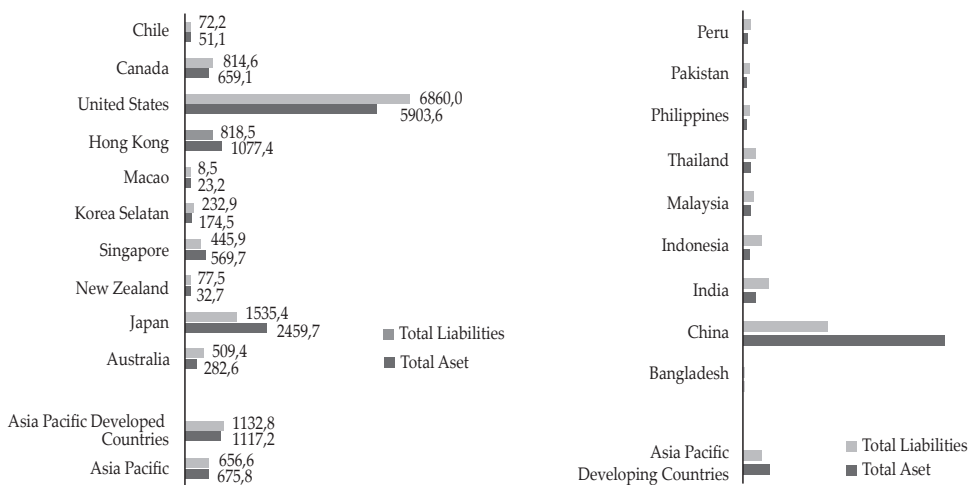 Chile
72,2
51,1
Canada
814,6
659,1
United States
6860,0
5903,6
Hong Kong
818,5
1077,4
Macao
8,5
23,2
Korea Selatan
232,9
174,5
Singapore
445,9
569,7
New Zealand
77,5
32,7
Japan
1535,4
2459,7
Australia
509,4
282,6
Total Liabilities
Total Aset
Asia Pacific Developed
Countries
1132,8
1117,2
Asia Pacific
656,6
675,8
Peru
Pakistan
Philippines
Thailand
Malaysia
Indonesia
India
China
Bangladesh
Asia Pacific
Developing Countries
Total Liabilities
Total Aset